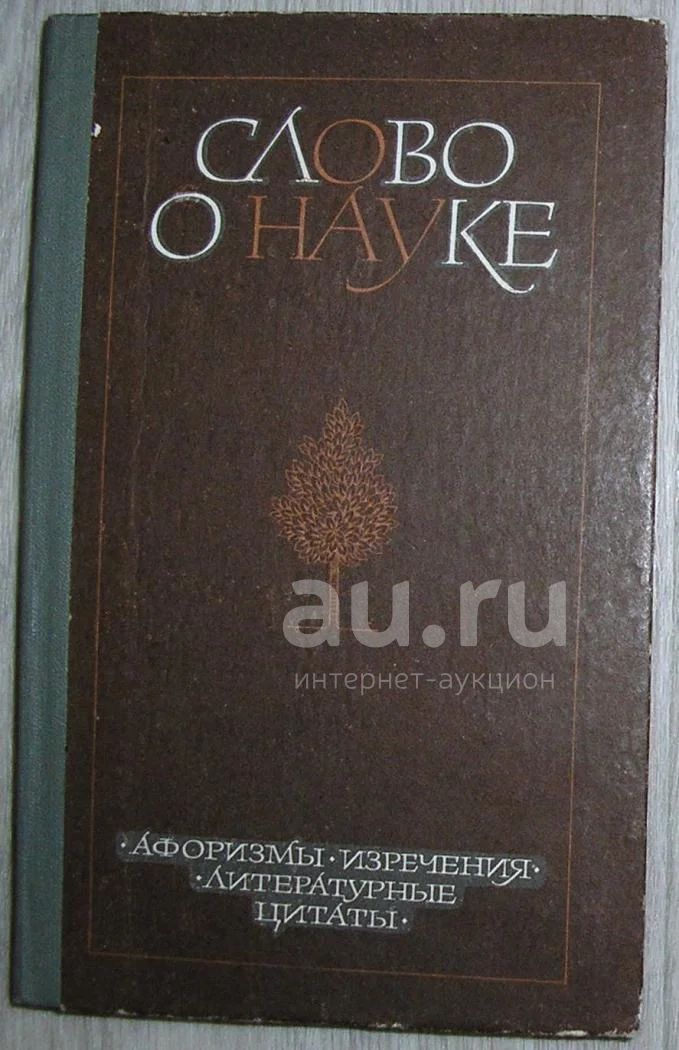 СЛОВО
О НАУКЕ
au.ru
интернет-аукцион
·АФОРИЗМЫ·ИЗРЕЧЕНИЯ·
·ЛИТЕРАТУРНЫЕ
ЦИТАТЫ·